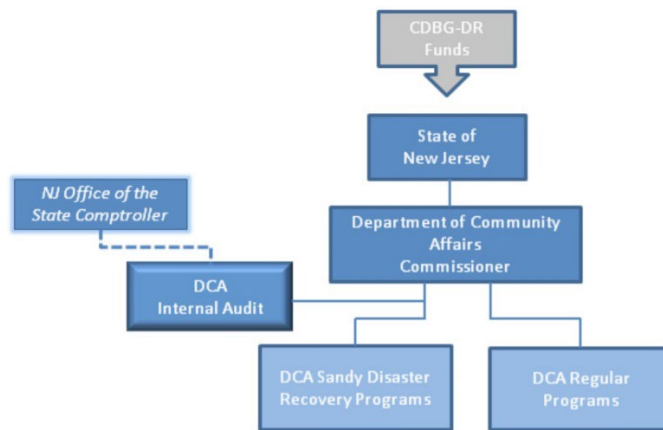 CDBG-DR
Funds
State of
New Jersey
NJ Office of the
State Comptroller
Department of Community
Affairs
Commissioner
DCA
Internal Audit
DCA Sandy Disaster
Recovery Programs
DCA Regular
Programs